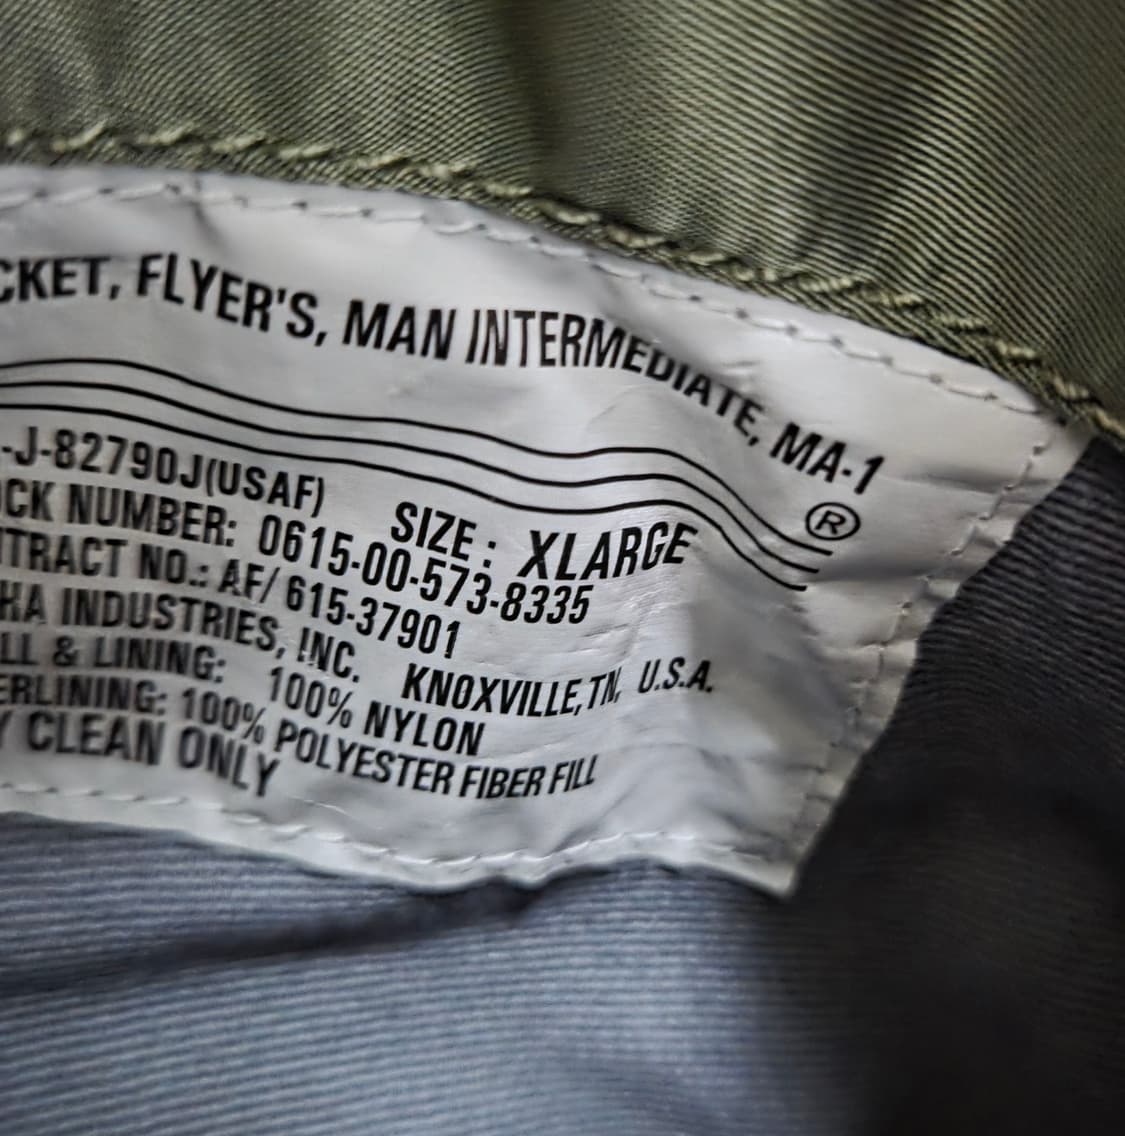 CKET, FLYER'S, MAN INTERMEDIATE, MA-1
®
-J-82790J(USAF) SIZE: XLARGE
CK NUMBER: 0615-00-573-8335
TRACT NO.: AF/ 615-37901
HA INDUSTRIES, INC. KNOXVILLE, TN, U.S.A.
LL & LINING: 100% NYLON
ERLINING: 100% POLYESTER FIBER FILL
Y CLEAN ONLY